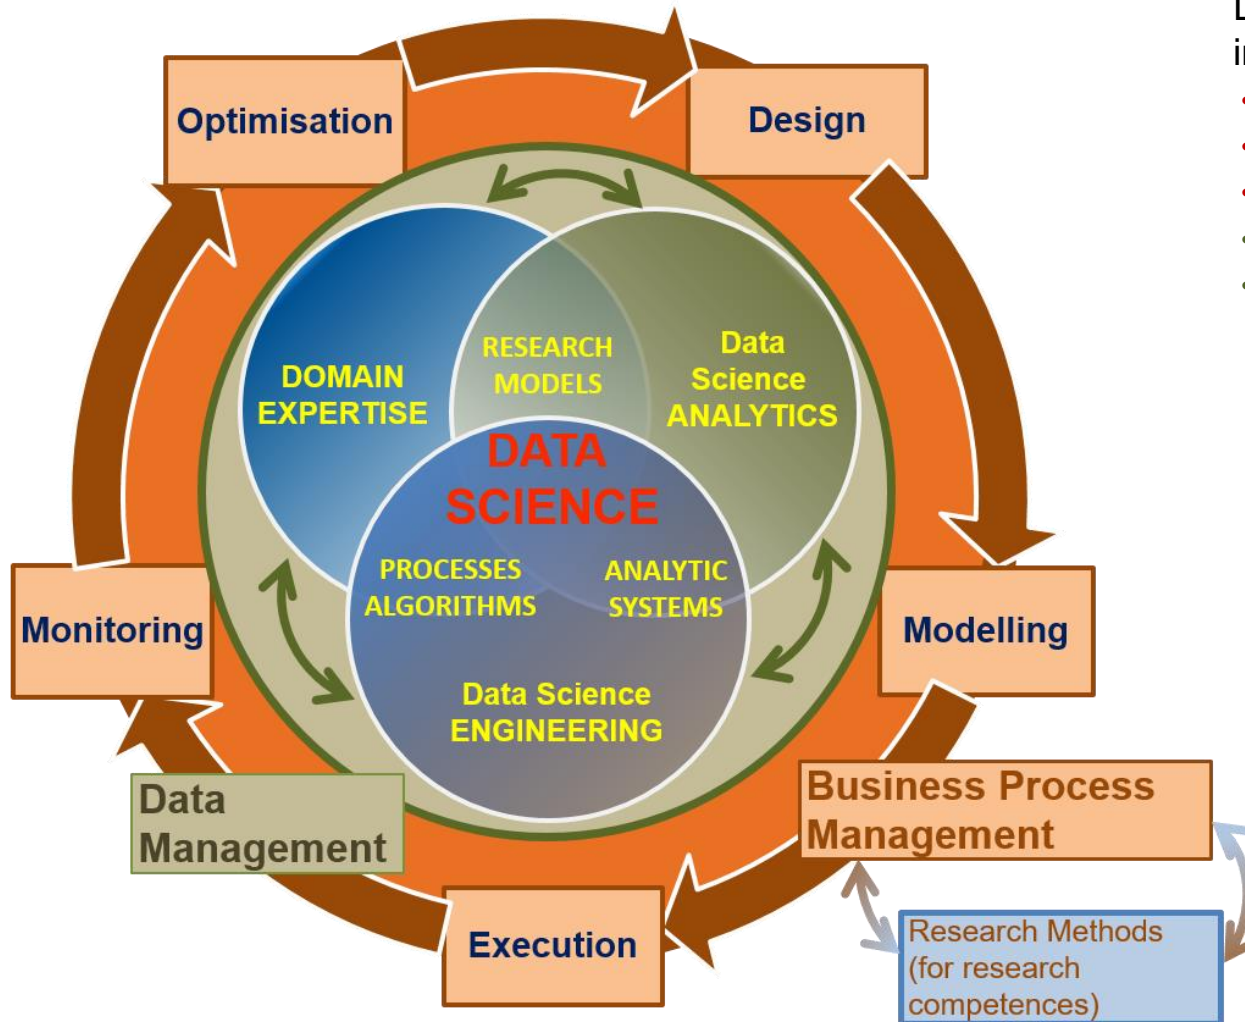 Optimisation
Design
RESEARCH
MODELS
Data
Science
ANALYTICS
DOMAIN
EXPERTISE
DATA
SCIENCE
PROCESSES
ALGORITHMS
ANALYTIC
SYSTEMS
Monitoring
Modelling
Data Science
ENGINEERING
Data
Management
Business Process
Management
Execution
Research Methods
(for research
competences)